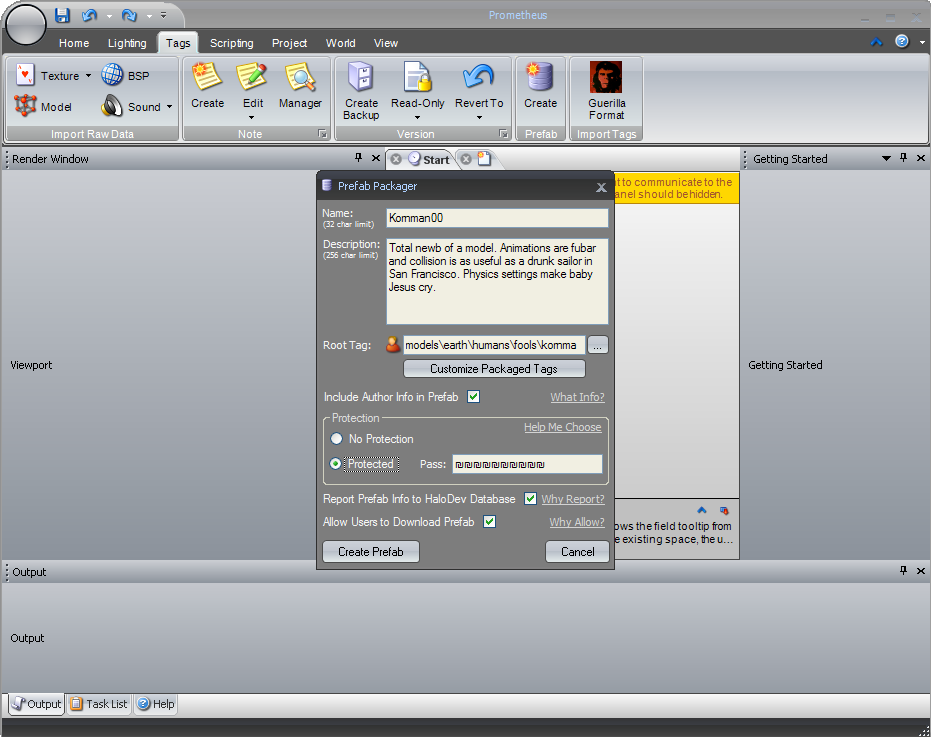 Prometheus
Home Lighting Tags Scripting Project World View
Texture BSP
Model Sound
Import Raw Data
Create Edit Manager
Note
Create Backup Read-Only Revert To
Version
Create
Prefab
Guerilla Format
Import Tags
Render Window
Start
Getting Started
Prefab Packager
Name:
(32 char limit)
Kornman00
Description:
(256 char limit)
Total newb of a model. Animations are fubar
and collision is as useful as a drunk sailor in
San Francisco. Physics settings make baby
Jesus cry.
t to communicate to the
anel should be hidden.
Root Tag: models\earth\humans\fools\kornma ...
Customize Packaged Tags
Viewport
Getting Started
Include Author Info in Prefab What Info?
Protection
Help Me Choose
No Protection
Protected Pass: ₪₪₪₪₪₪₪₪₪₪
Report Prefab Info to HaloDev Database Why Report?
Allow Users to Download Prefab Why Allow?
ows the field tooltip from
e existing space, the u...
Create Prefab Cancel
Output
Output
Output Task List Help